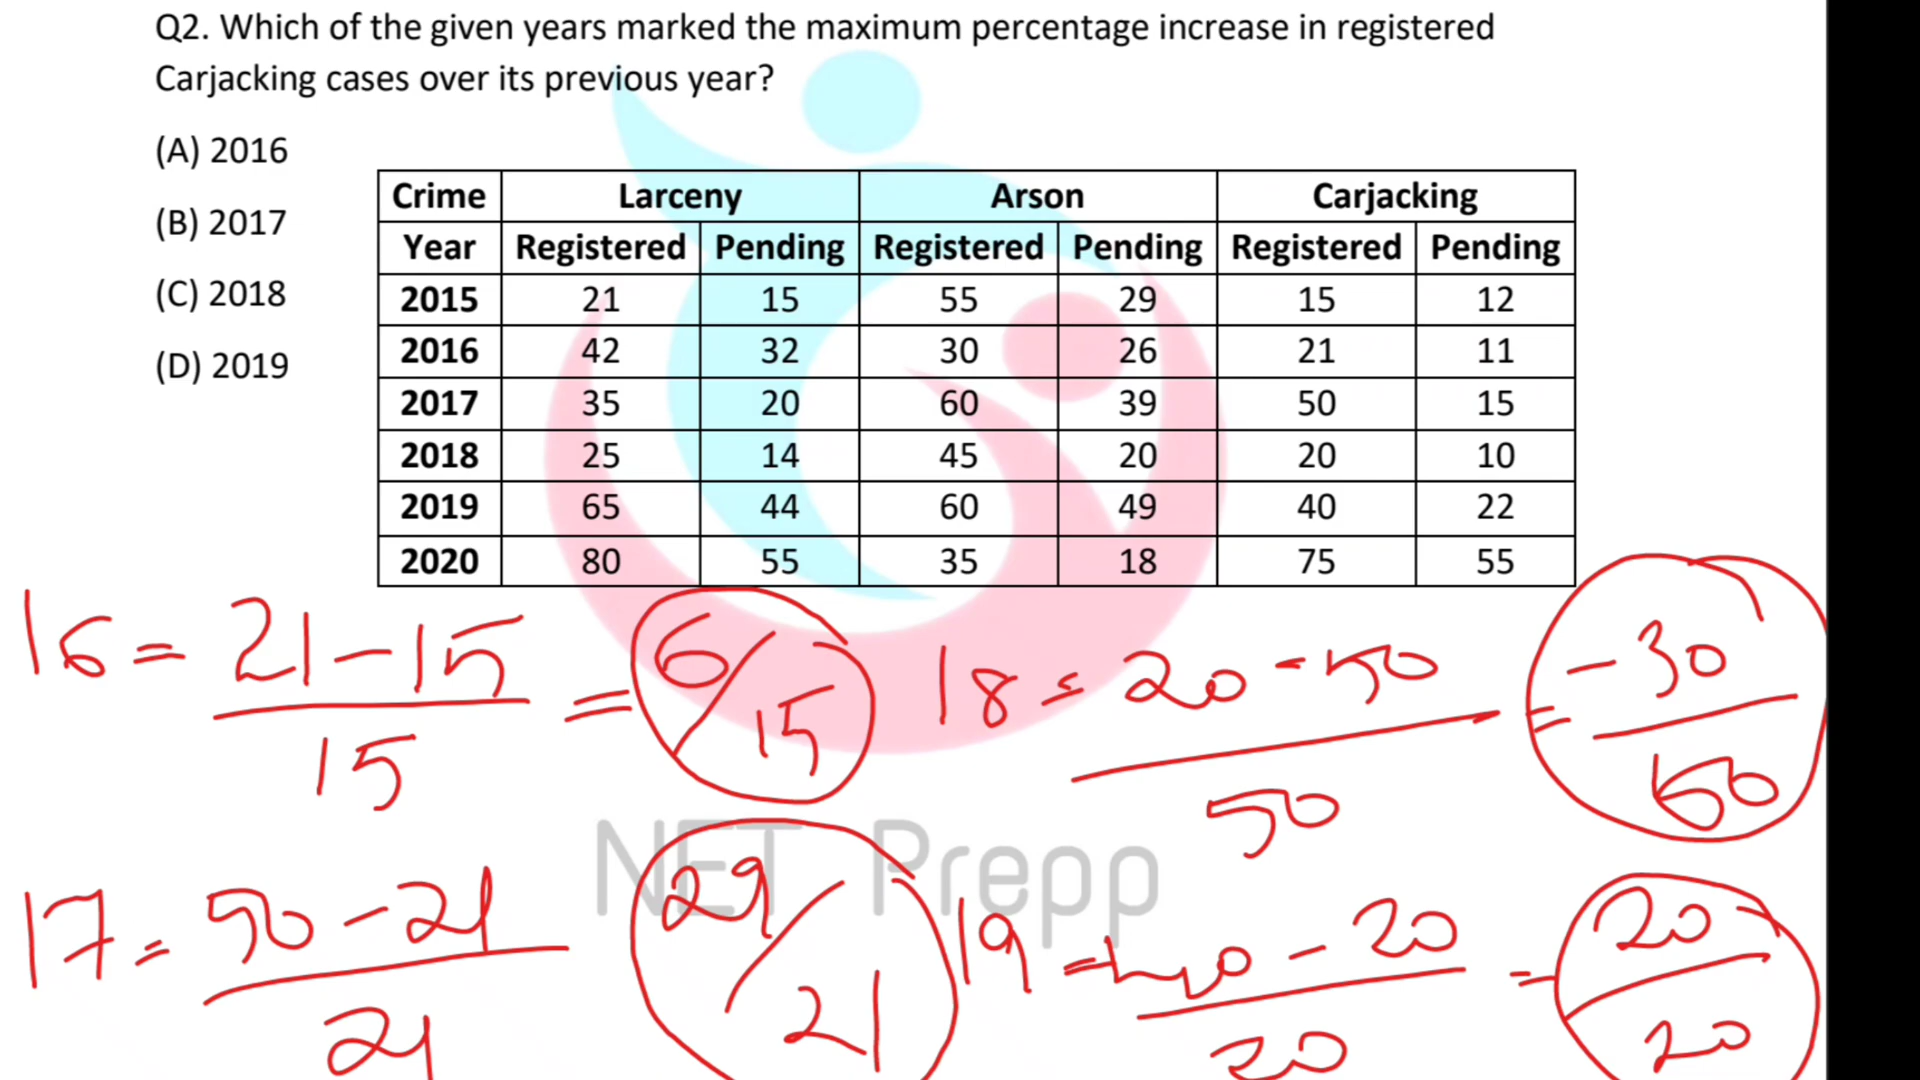 Q2. Which of the given years marked the maximum percentage increase in registered
Carjacking cases over its previous year?
(A) 2016
(B) 2017
(C) 2018
(D) 2019
Crime Larceny Arson Carjacking
Year Registered Pending Registered Pending Registered Pending
2015 21 15 55 29 15 12
2016 42 32 30 26 21 11
2017 35 20 60 39 50 15
2018 25 14 45 20 20 10
2019 65 44 60 49 40 22
2020 80 55 35 18 75 55
16 = 21-15 / 15 = 6/15
18 = 20-50 / 50 = -30 / 50
NET Prepp
17 = 50-21 / 21 29/21
19 = 40-20 / 20 = 20 / 20